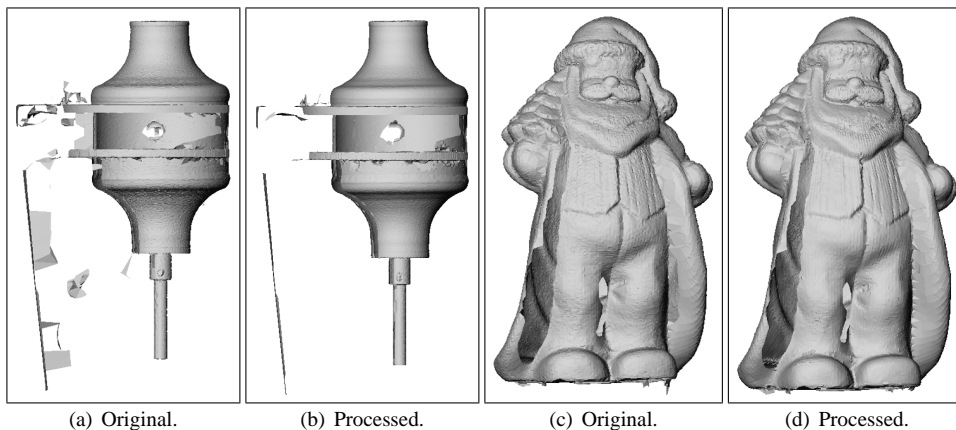 (a) Original.
(b) Processed.
(c) Original.
(d) Processed.